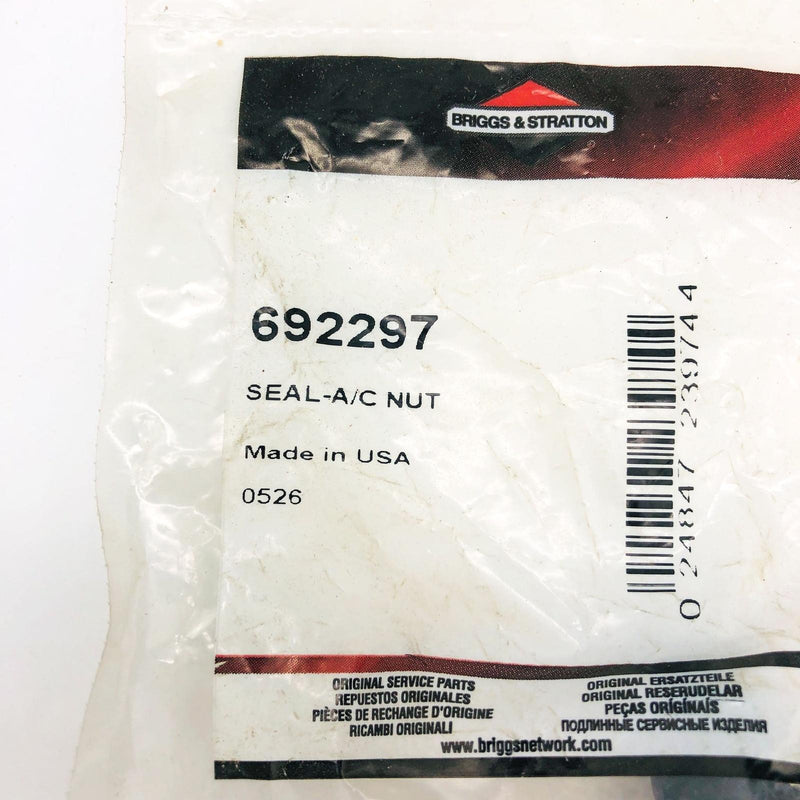 BRIGGS & STRATTON
692297
SEAL-A/C NUT
Made in USA
0526
0 24847 23974 4
ORIGINAL SERVICE PARTS
REPUESTOS ORIGINALES
PIÈCES DE RECHANGE D'ORIGINE
RICAMBI ORIGINALI
ORIGINAL ERSATZTEILE
ORIGINAL RESERUDELAR
PEÇAS ORIGÍNAIS
ПОДЛИННЫЕ СЕРВИСНЫЕ ИЗДЕЛИЯ
www.briggsnetwork.com